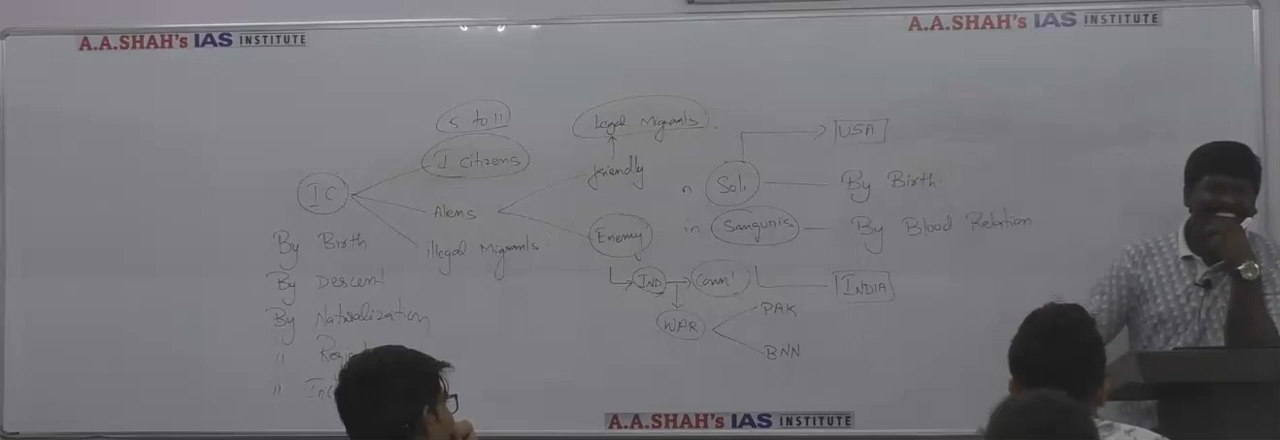 A.A.SHAH's IAS INSTITUTE
A.A.SHAH's IAS INSTITUTE
5 to 11
Legal Migrants.
USA
I citizens
friendly
IC
Soli
By Birth
Aliens
Enemy
in Sangunis
By Blood Relation
By Birth
illegal Migrants
By Descent
IND
INDIA
By Naturalization
WAR
PAK
BNN
"
"
A.A.SHAH's IAS INSTITUTE